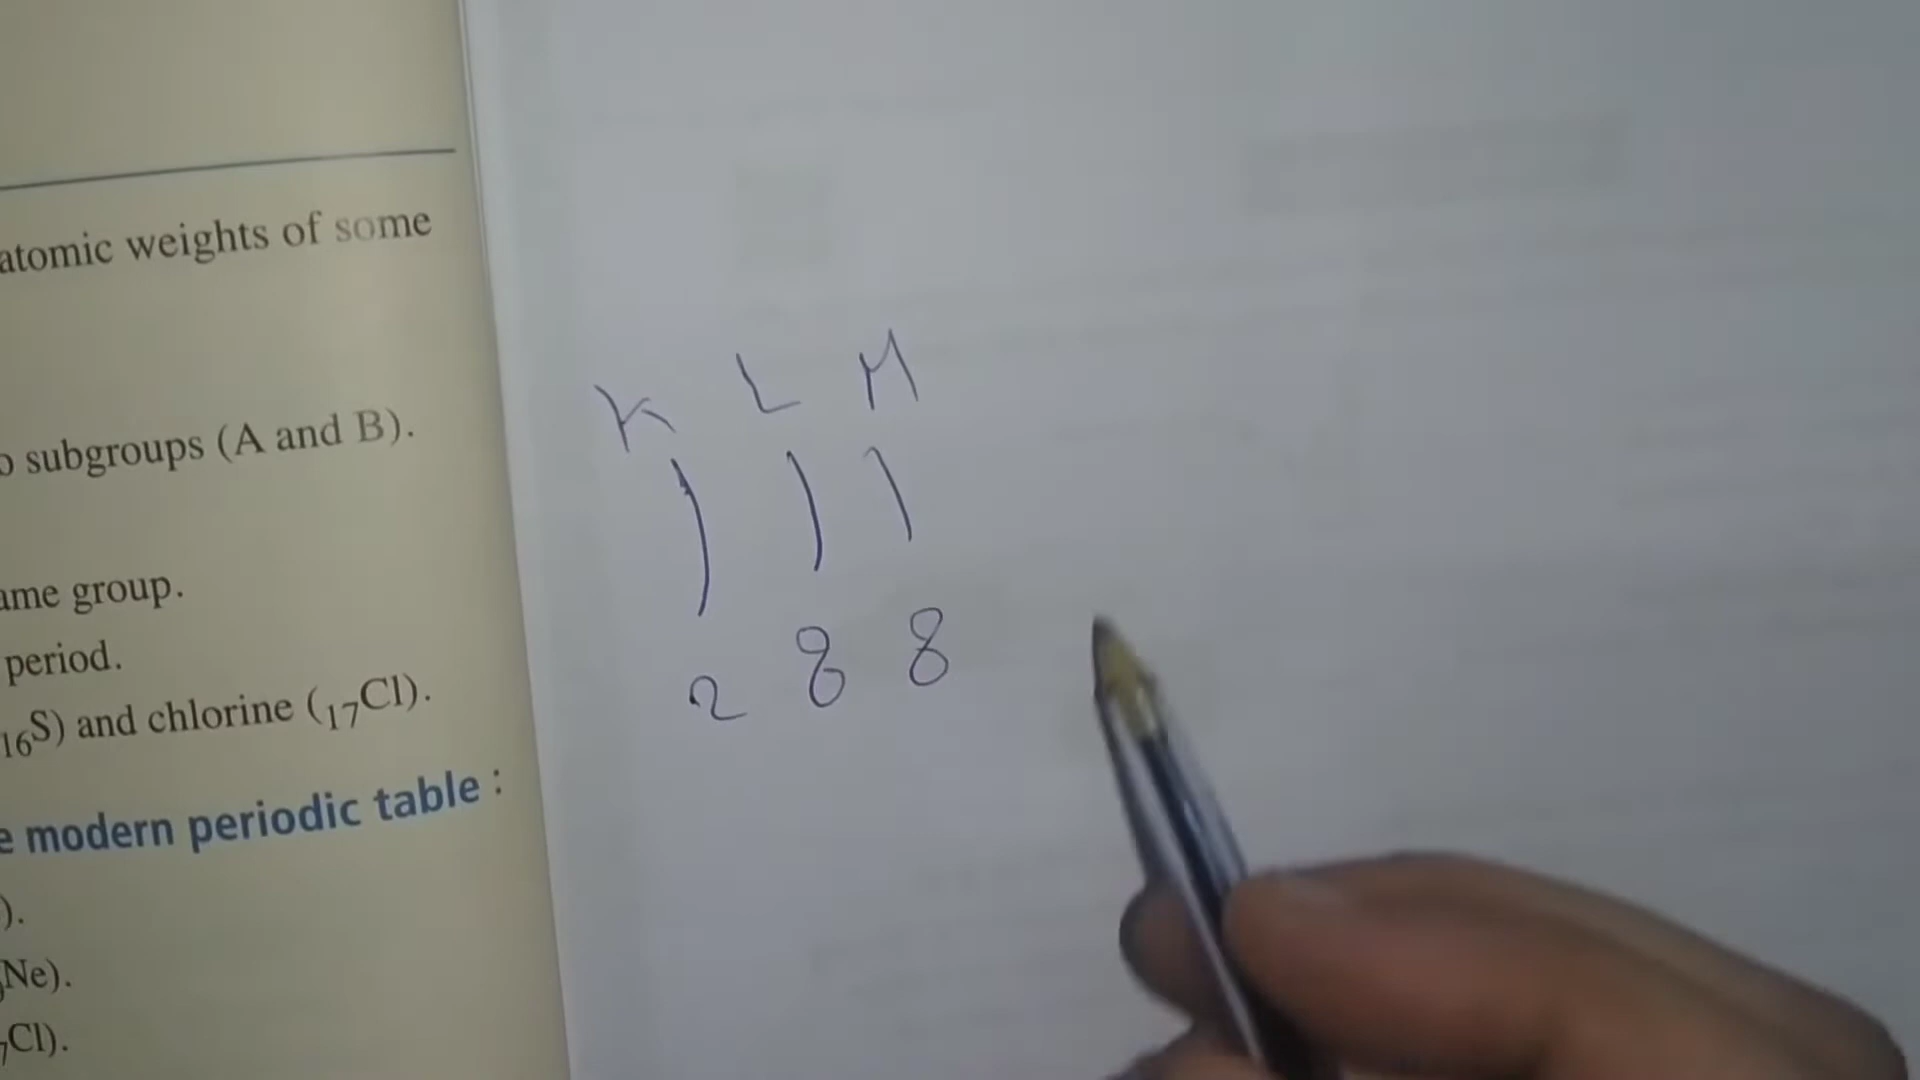 atomic weights of some
subgroups (A and B).
ame group.
period.
16S) and chlorine (17Cl).
modern periodic table :
).
Ne).
Cl).
K L M
2 8 8